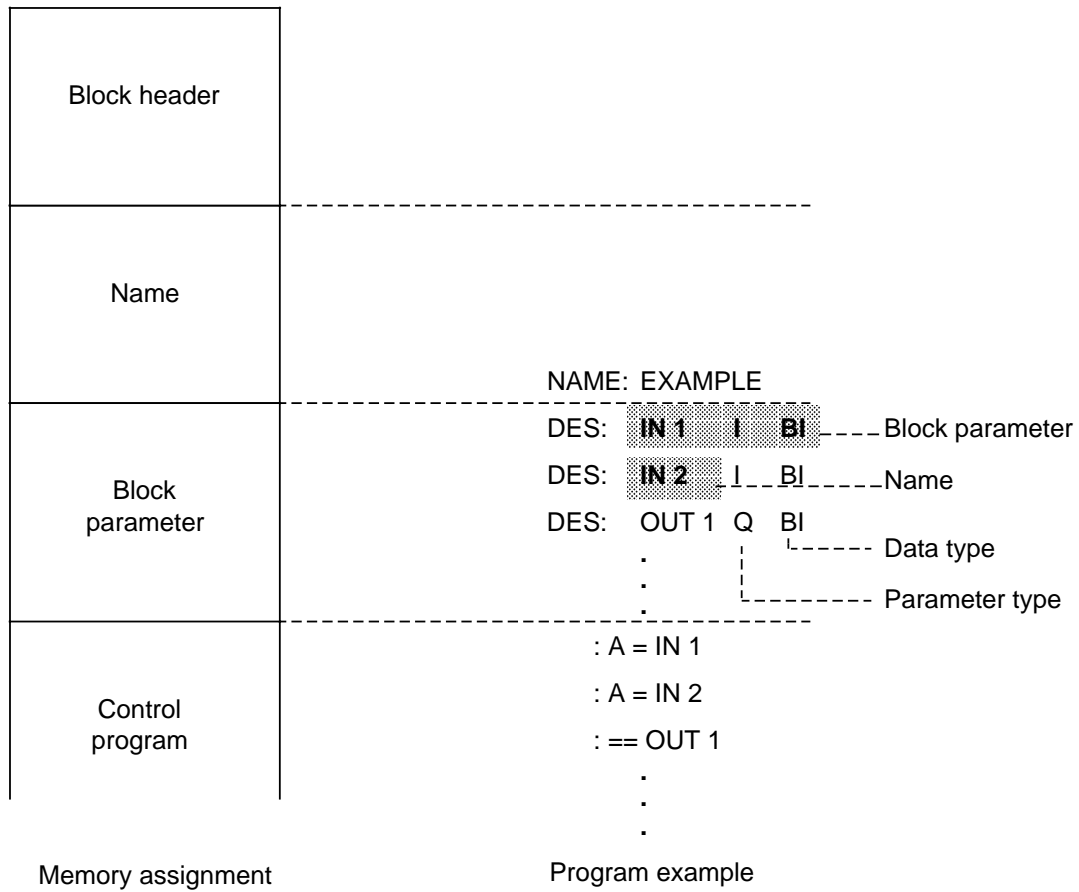 Block header
Name
NAME: EXAMPLE
DES: IN 1 I BI Block parameter
DES: IN 2 I BI Name
Block
parameter
DES: OUT 1 Q BI
Data type
.
.
.
Parameter type
: A = IN 1
: A = IN 2
Control
program
: == OUT 1
.
.
.
Memory assignment
Program example